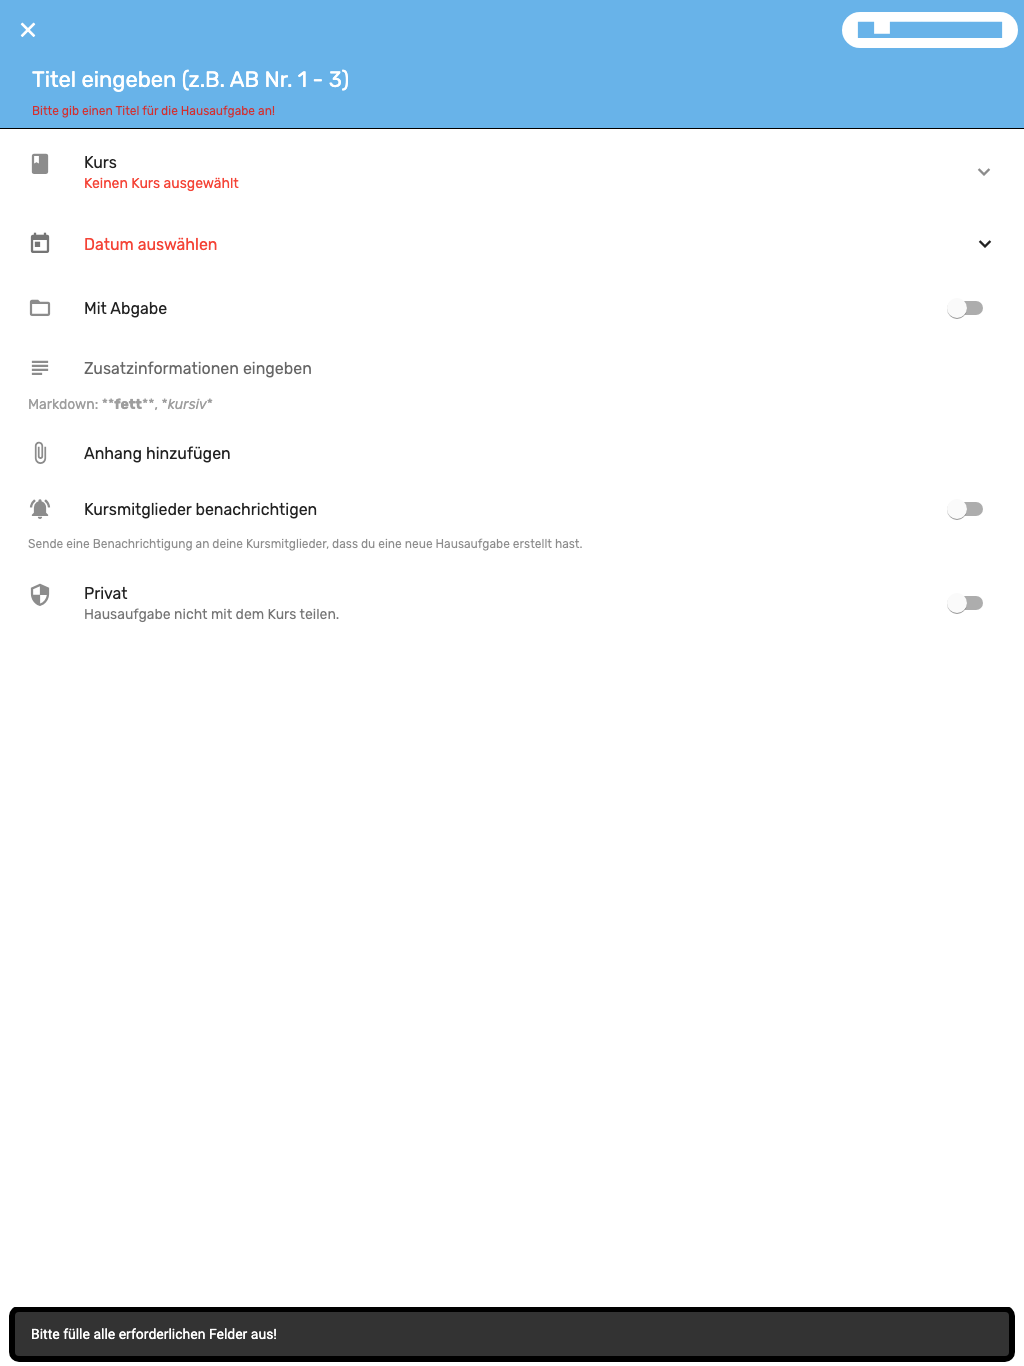 Titel eingeben (z.B. AB Nr. 1 - 3)
Bitte gib einen Titel für die Hausaufgabe an!
Kurs
Keinen Kurs ausgewählt
Datum auswählen
Mit Abgabe
Zusatzinformationen eingeben
Markdown: **fett**, *kursiv*
Anhang hinzufügen
Kursmitglieder benachrichtigen
Sende eine Benachrichtigung an deine Kursmitglieder, dass du eine neue Hausaufgabe erstellt hast.
Privat
Hausaufgabe nicht mit dem Kurs teilen.
Bitte fülle alle erforderlichen Felder aus!